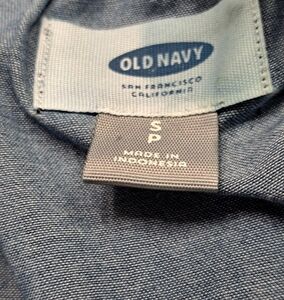 OLD NAVY
SAN FRANCISCO
CALIFORNIA
S
P
MADE IN
INDONESIA